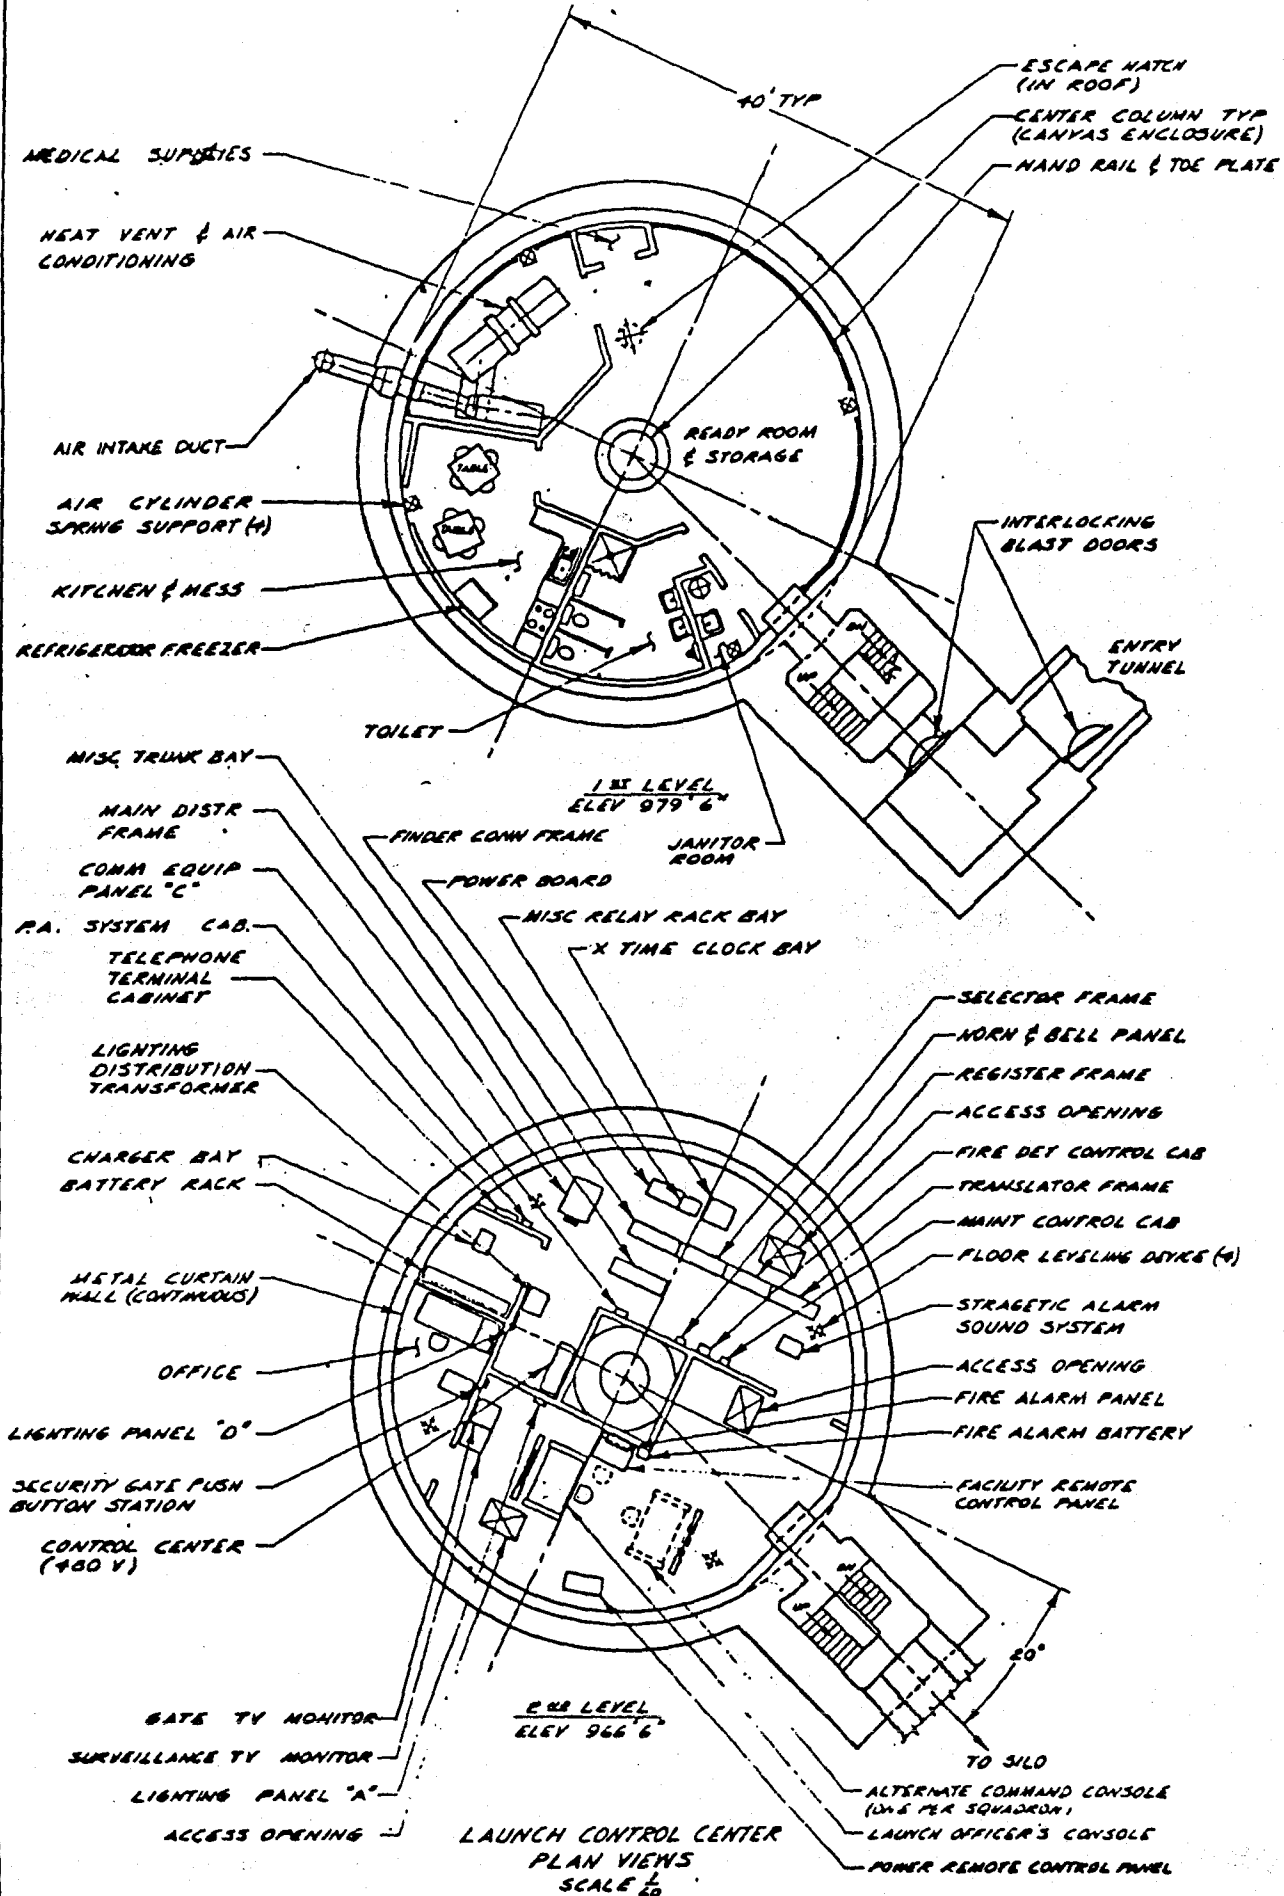 ESCAPE HATCH
(IN ROOF)
40' TYP
CENTER COLUMN TYP
(CANVAS ENCLOSURE)
HAND RAIL & TOE PLATE
MEDICAL SUPPLIES
HEAT VENT & AIR
CONDITIONING
AIR INTAKE DUCT
READY ROOM
& STORAGE
TABLE
TABLE
AIR CYLINDER
SPRING SUPPORT (4)
INTERLOCKING
BLAST DOORS
KITCHEN & MESS
REFRIGERATOR FREEZER
DN
UP
ENTRY
TUNNEL
TOILET
1ST LEVEL
ELEV 979' 6"
JANITOR
ROOM
MISC TRUNK BAY
MAIN DISTR
FRAME
FINDER CONN FRAME
COMM EQUIP
PANEL "C"
POWER BOARD
P.A. SYSTEM CAB.
MISC RELAY RACK BAY
X TIME CLOCK BAY
TELEPHONE
TERMINAL
CABINET
SELECTOR FRAME
HORN & BELL PANEL
LIGHTING
DISTRIBUTION
TRANSFORMER
REGISTER FRAME
ACCESS OPENING
CHARGER BAY
FIRE DET CONTROL CAB
BATTERY RACK
TRANSLATOR FRAME
MAINT CONTROL CAB
FLOOR LEVELING DEVICE (4)
METAL CURTAIN
WALL (CONTINUOUS)
STRAGETIC ALARM
SOUND SYSTEM
OFFICE
ACCESS OPENING
FIRE ALARM PANEL
LIGHTING PANEL "D"
FIRE ALARM BATTERY
SECURITY GATE PUSH
BUTTON STATION
FACILITY REMOTE
CONTROL PANEL
CONTROL CENTER
(480 V)
DN
UP
20°
GATE TV MONITOR
2ND LEVEL
ELEV 966' 6"
SURVEILLANCE TV MONITOR
TO SILO
LIGHTING PANEL "A"
ALTERNATE COMMAND CONSOLE
(ONE PER SQUADRON)
ACCESS OPENING
LAUNCH OFFICER'S CONSOLE
POWER REMOTE CONTROL PANEL
LAUNCH CONTROL CENTER
PLAN VIEWS
SCALE 1/20